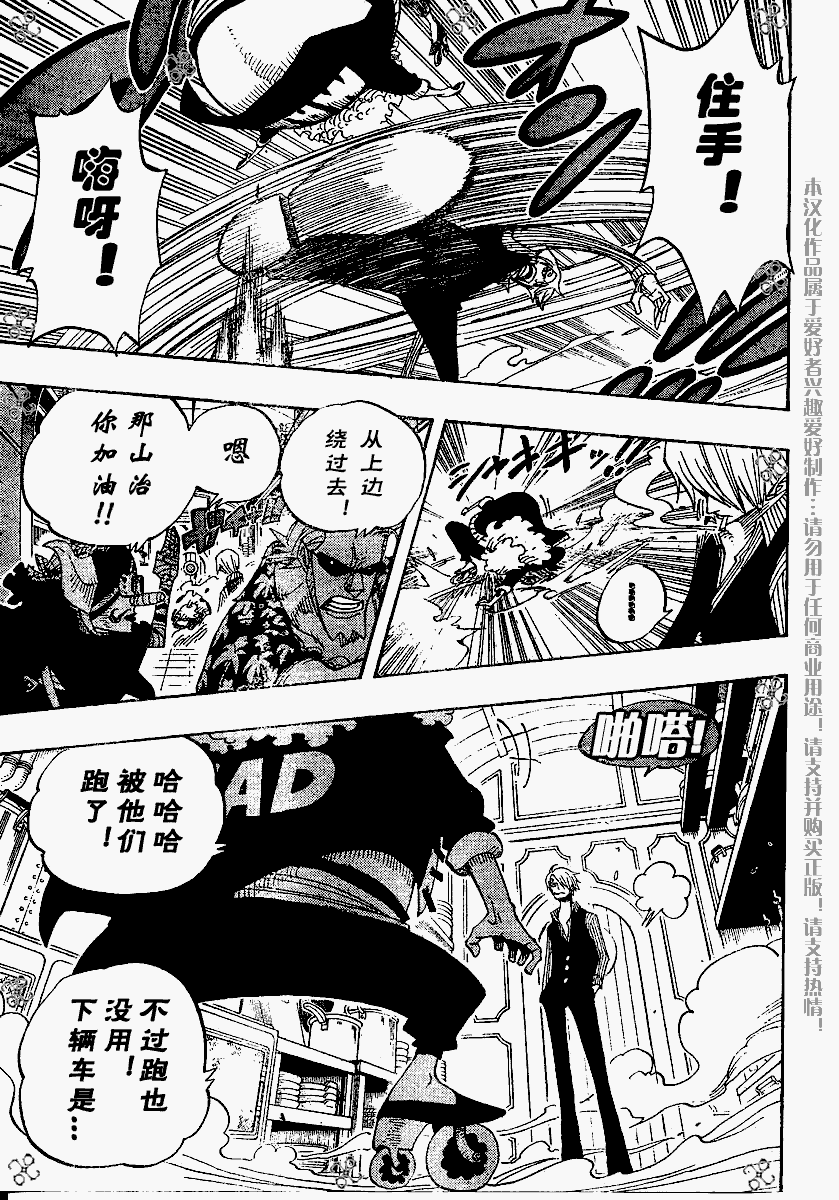 住手！
嗨呀！
从上边
绕过去！
嗯
那山治
你加油!!
……
啪嗒!
AD
哈哈哈
被他们
跑了！
不过跑也
没用！
下辆车是…
本汉化作品属于爱好者兴趣爱好制作…请勿用于任何商业用途！请支持并购买正版！请支持热情！